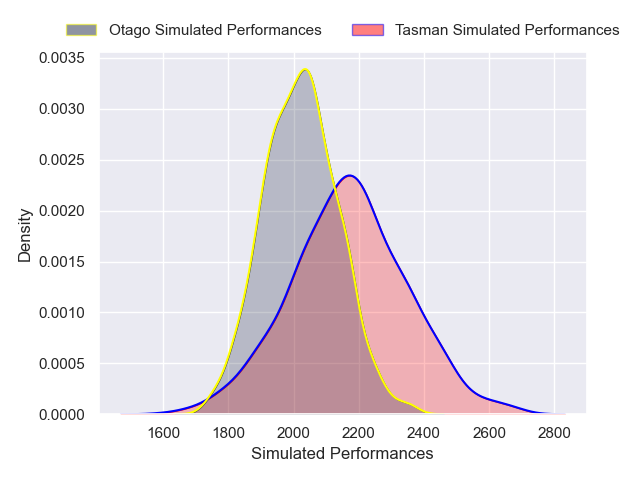 Otago Simulated Performances Tasman Simulated Performances
0.0035
0.0030
0.0025
0.0020
0.0015
0.0010
0.0005
0.0000
Density
1600 1800 2000 2200 2400 2600 2800
Simulated Performances